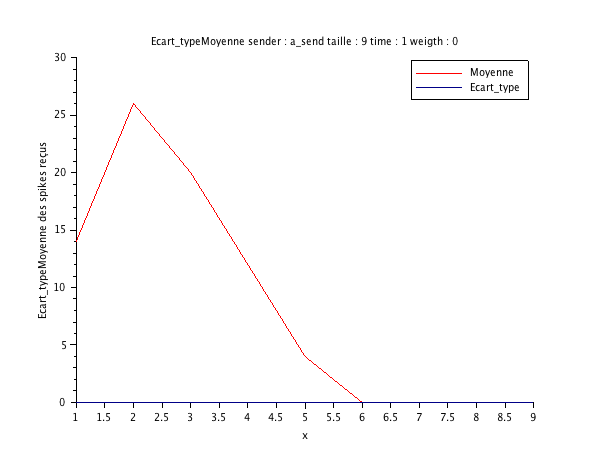 Ecart_typeMoyenne sender : a_send taille : 9 time : 1 weigth : 0
Moyenne
Ecart_type
Ecart_typeMoyenne des spikes reçus
30
25
20
15
10
5
0
1 1.5 2 2.5 3 3.5 4 4.5 5 5.5 6 6.5 7 7.5 8 8.5 9
x